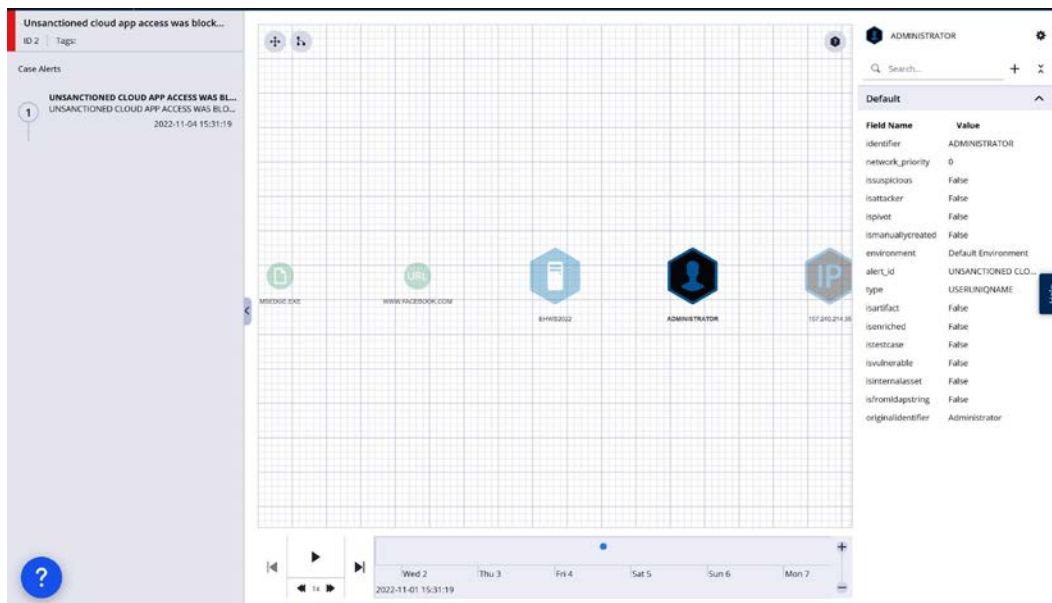 Unsanctioned cloud app access was block...
ID 2 Tags:
Case Alerts
1
UNSANCTIONED CLOUD APP ACCESS WAS BL...
UNSANCTIONED CLOUD APP ACCESS WAS BLO...
2022-11-04 15:31:19
MSEDGE.EXE
URL
WWW.FACEBOOK.COM
EHWS2022
ADMINISTRATOR
IP
ADMINISTRATOR
Search...
Default
Field Name Value
identifier ADMINISTRATOR
network_priority 0
issuspicious False
isattacker False
ispivot False
ismanuallycreated False
environment Default Environment
alert_id UNSANCTIONED CLO...
type USERUNIQNAME
isartifact False
isenriched False
istestcase False
isvulnerable False
isinternalasset False
isfromldapstring False
originalidentifier Administrator
1x
Wed 2 Thu 3 Fri 4 Sat 5 Sun 6 Mon 7
2022-11-01 15:31:19
?